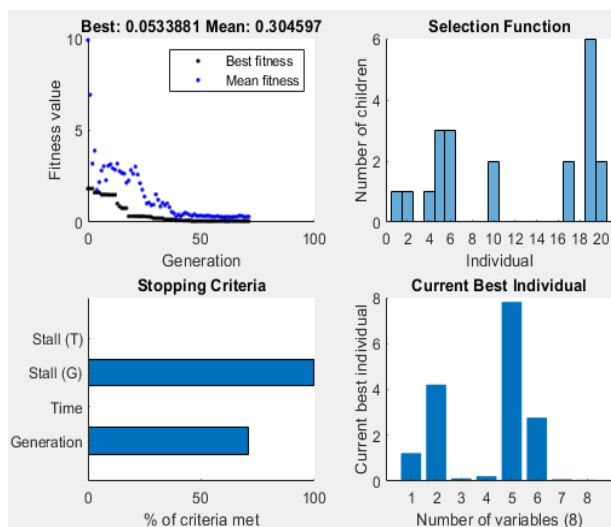 Best: 0.0533881 Mean: 0.304597
10
5
0
Fitness value
Best fitness
Mean fitness
0
50
100
Generation
Selection Function
6
4
2
0
Number of children
0 2 4 6 8 10 12 14 16 18 20
Individual
Stopping Criteria
Stall (T)
Stall (G)
Time
Generation
0
50
100
% of criteria met
Current Best Individual
8
6
4
2
0
Current best individual
1 2 3 4 5 6 7 8
Number of variables (8)